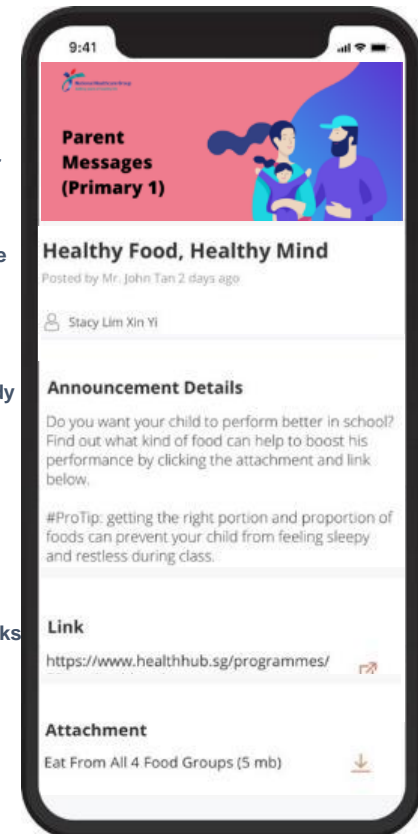 9:41
National Healthcare Group
Parent
Messages
(Primary 1)
Healthy Food, Healthy Mind
Posted by Mr. John Tan 2 days ago
Stacy Lim Xin Yi
Announcement Details
Do you want your child to perform better in school?
Find out what kind of food can help to boost his
performance by clicking the attachment and link
below.
#ProTip: getting the right portion and proportion of
foods can prevent your child from feeling sleepy
and restless during class.
Link
https://www.healthhub.sg/programmes/
Attachment
Eat From All 4 Food Groups (5 mb)